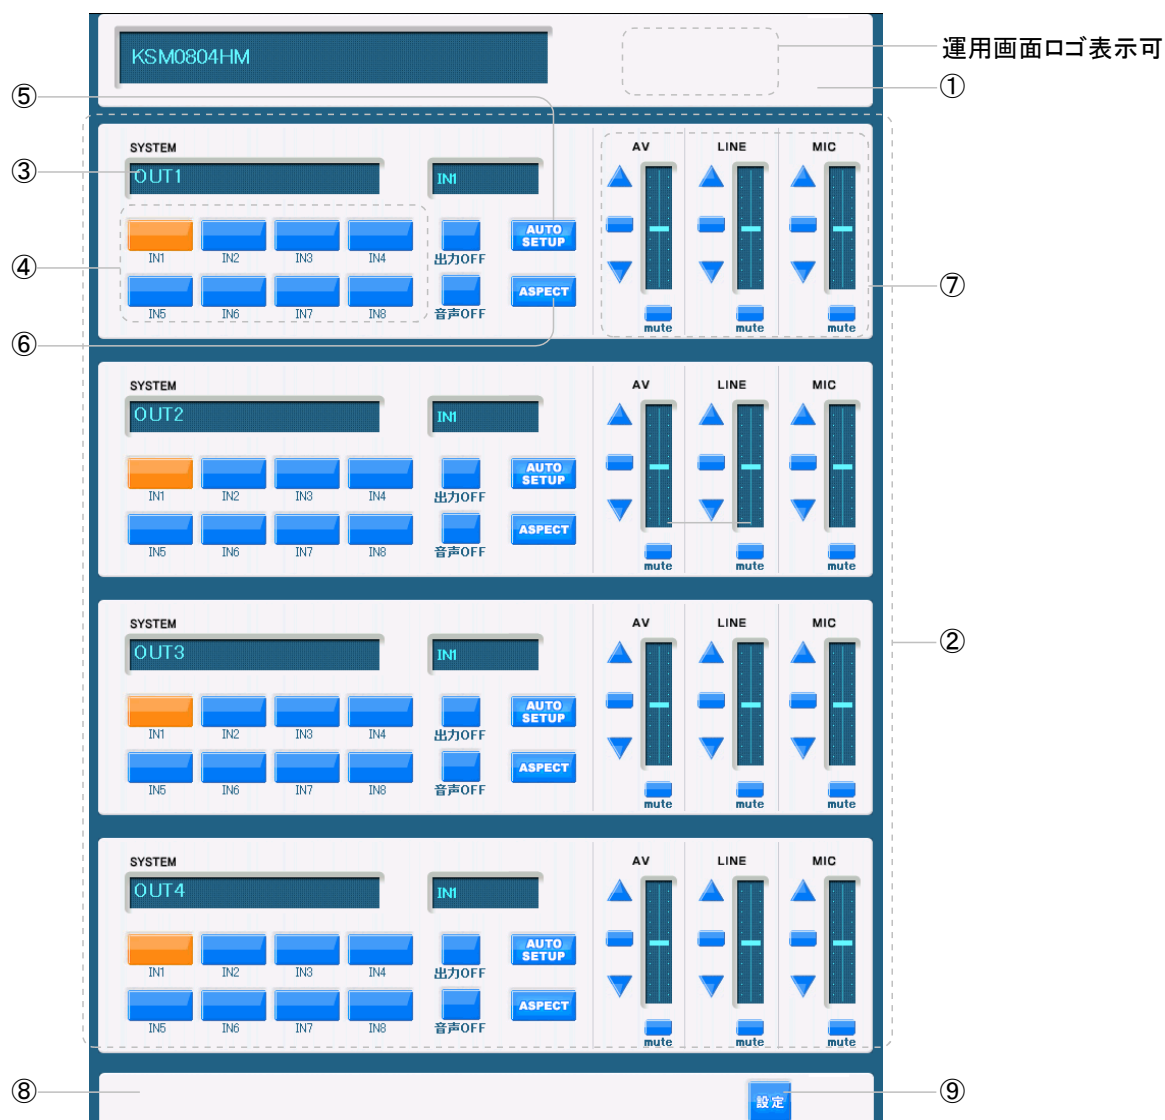 KSM0804HM
運用画面ロゴ表示可
①
⑤
SYSTEM
AV LINE MIC
③
OUT1 IN1
AUTO
SETUP
④
IN1 IN2 IN3 IN4 出力OFF
ASPECT
⑦
IN5 IN6 IN7 IN8 音声OFF
mute mute mute
⑥
SYSTEM
AV LINE MIC
OUT2 IN1
AUTO
SETUP
IN1 IN2 IN3 IN4 出力OFF
ASPECT
IN5 IN6 IN7 IN8 音声OFF
mute mute mute
SYSTEM
AV LINE MIC
②
OUT3 IN1
AUTO
SETUP
IN1 IN2 IN3 IN4 出力OFF
ASPECT
IN5 IN6 IN7 IN8 音声OFF
mute mute mute
SYSTEM
AV LINE MIC
OUT4 IN1
AUTO
SETUP
IN1 IN2 IN3 IN4 出力OFF
ASPECT
IN5 IN6 IN7 IN8 音声OFF
mute mute mute
⑧
設定
⑨